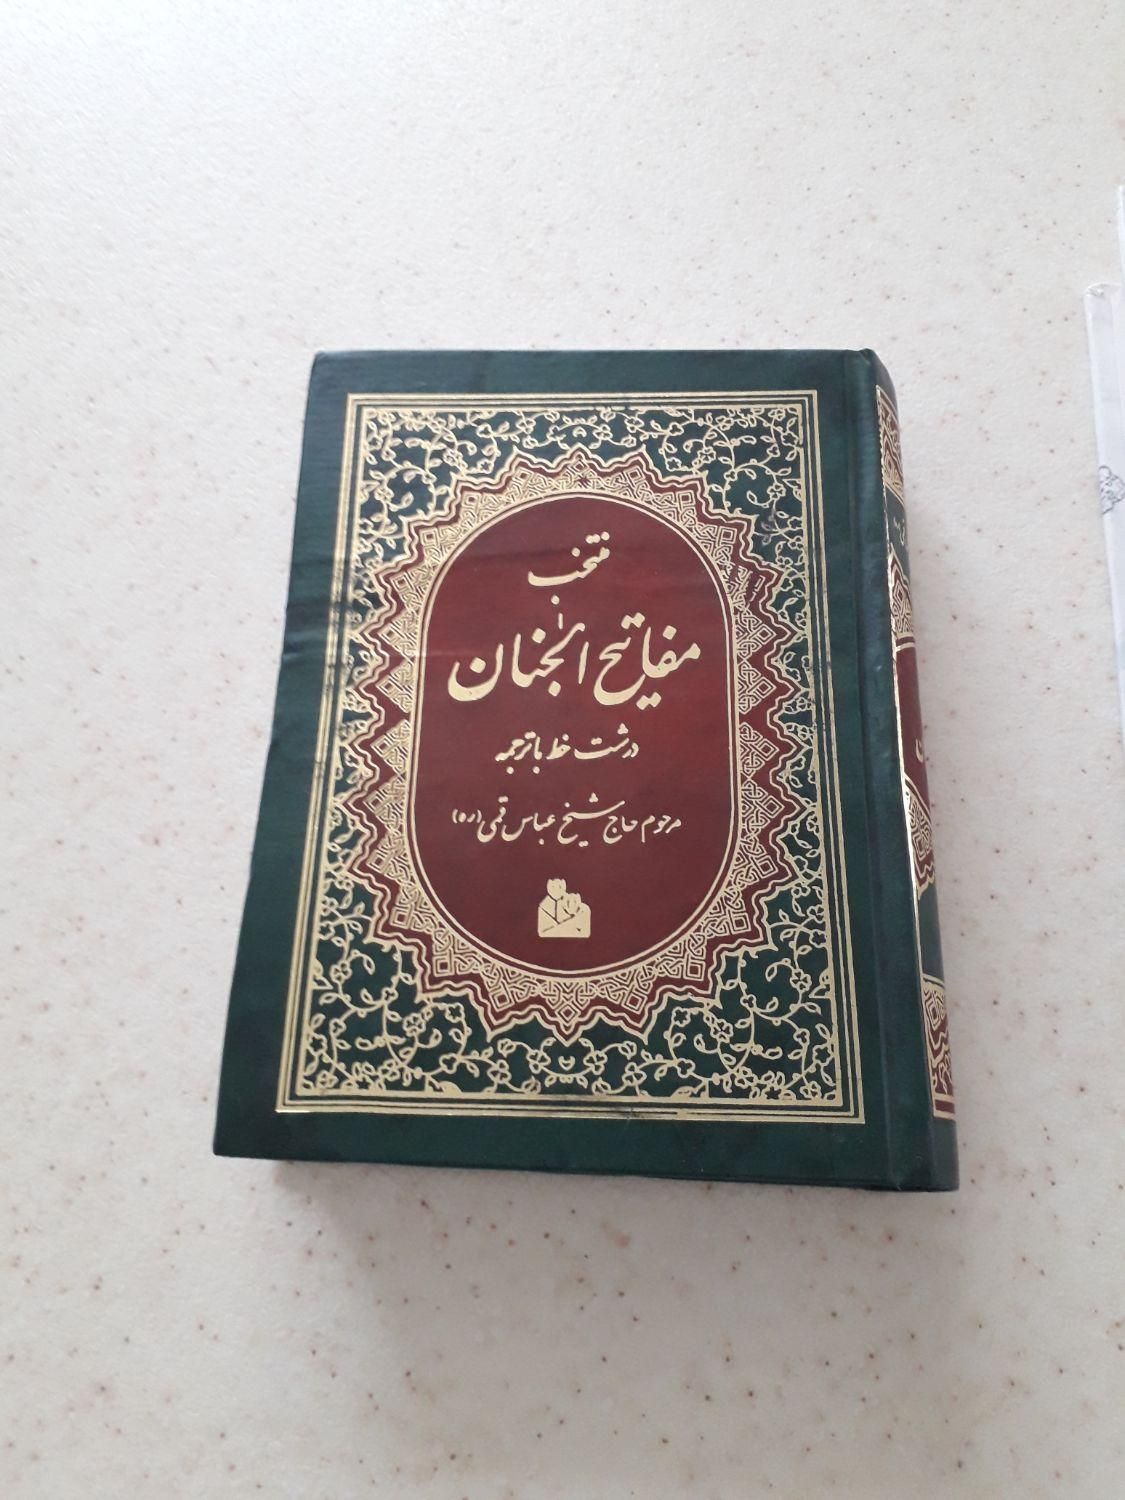 منتخب
مفاتیح الجنان
درشت خط با ترجمه
مرحوم حاج شیخ عباس قمی (ره)